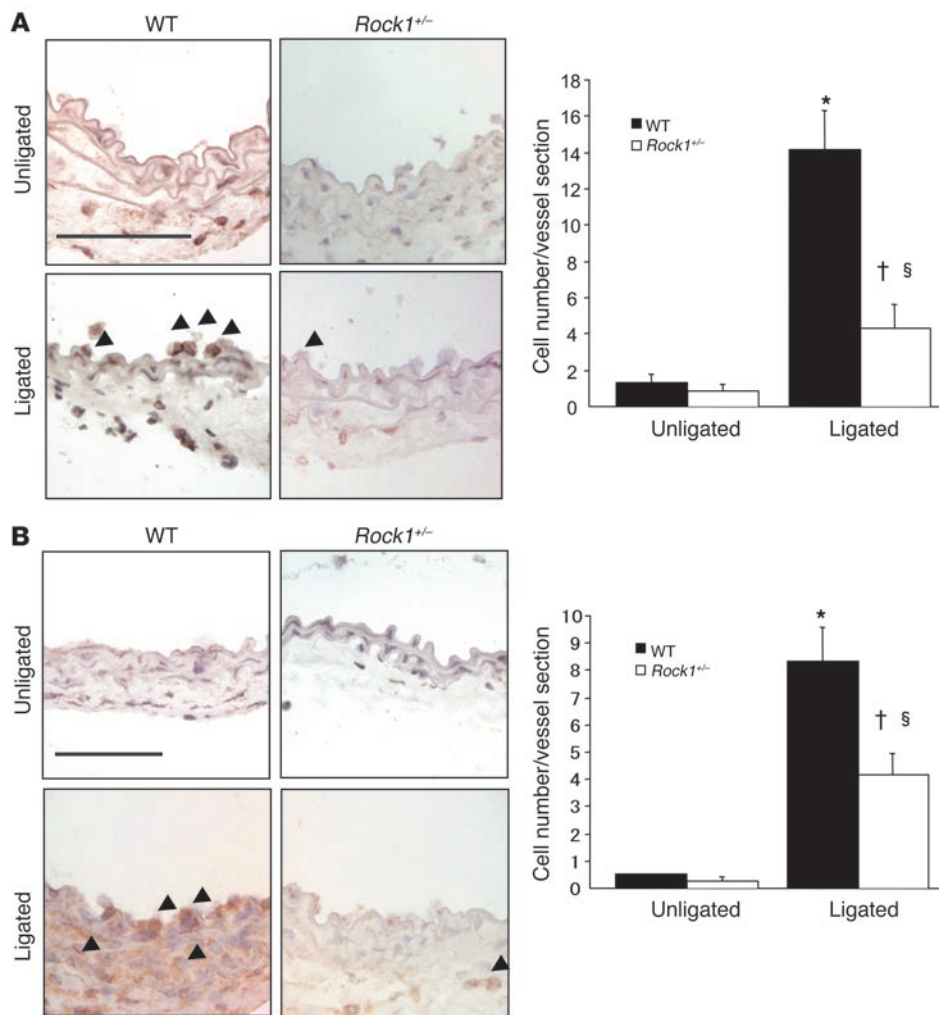 A
WT
Rock1+/–
Unligated
Ligated
Cell number/vessel section
18
16
14
12
10
8
6
4
2
0
WT
Rock1+/–
*
† §
Unligated
Ligated
B
WT
Rock1+/–
Unligated
Ligated
Cell number/vessel section
10
9
8
7
6
5
4
3
2
1
0
WT
Rock1+/–
*
† §
Unligated
Ligated